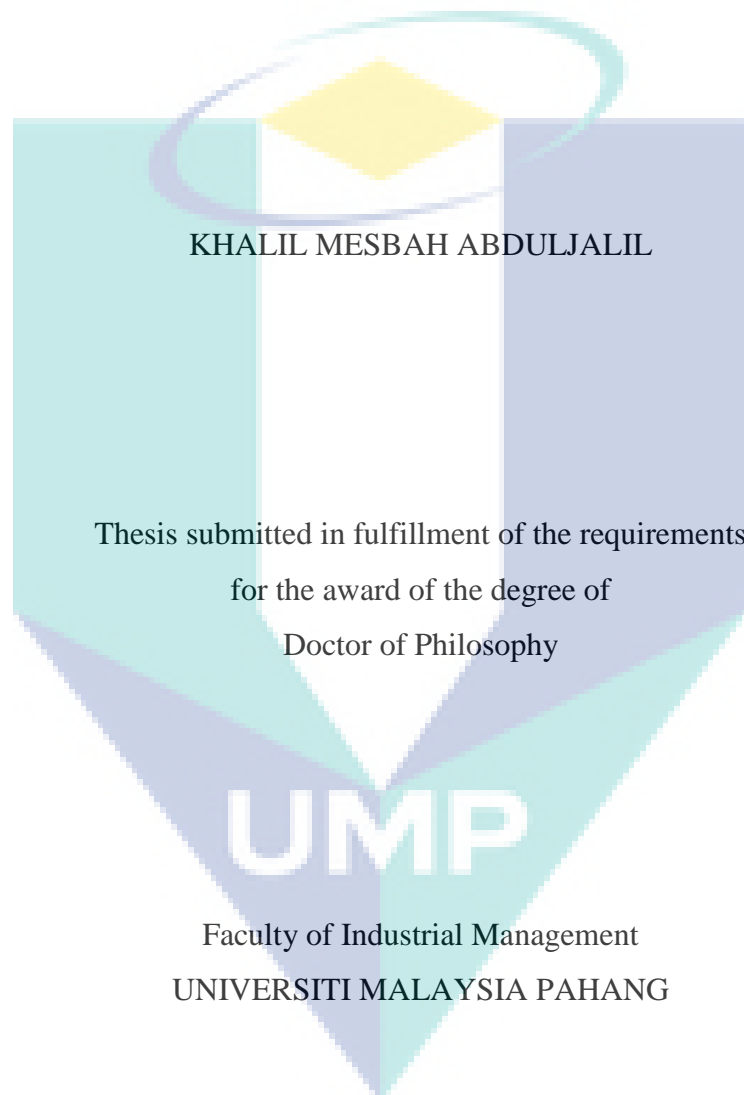 KHALIL MESBAH ABDULJALIL
Thesis submitted in fulfillment of the requirements
for the award of the degree of
Doctor of Philosophy
UMP
Faculty of Industrial Management
UNIVERSITI MALAYSIA PAHANG